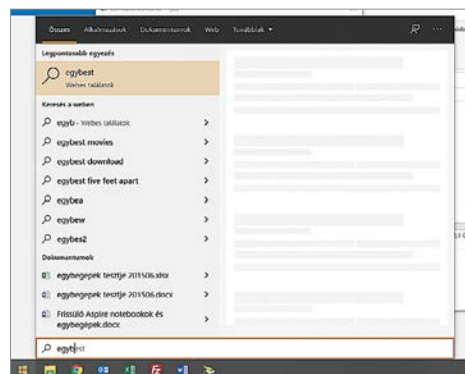 Összes Alkalmazások Dokumentumok Web Továbbiak
Legpontosabb egyezés
egybest
Webes találatok
Keresés a weben
egyb - Webes találatok
egybest movies
egybest download
egybest five feet apart
egybea
egybew
egybes2
Dokumentumok
egybegepek tesztje 201506.xlsx
egybegepek tesztje 201506.docx
Frissülő Aspire notebookok és
egybegépek.docx
egybest